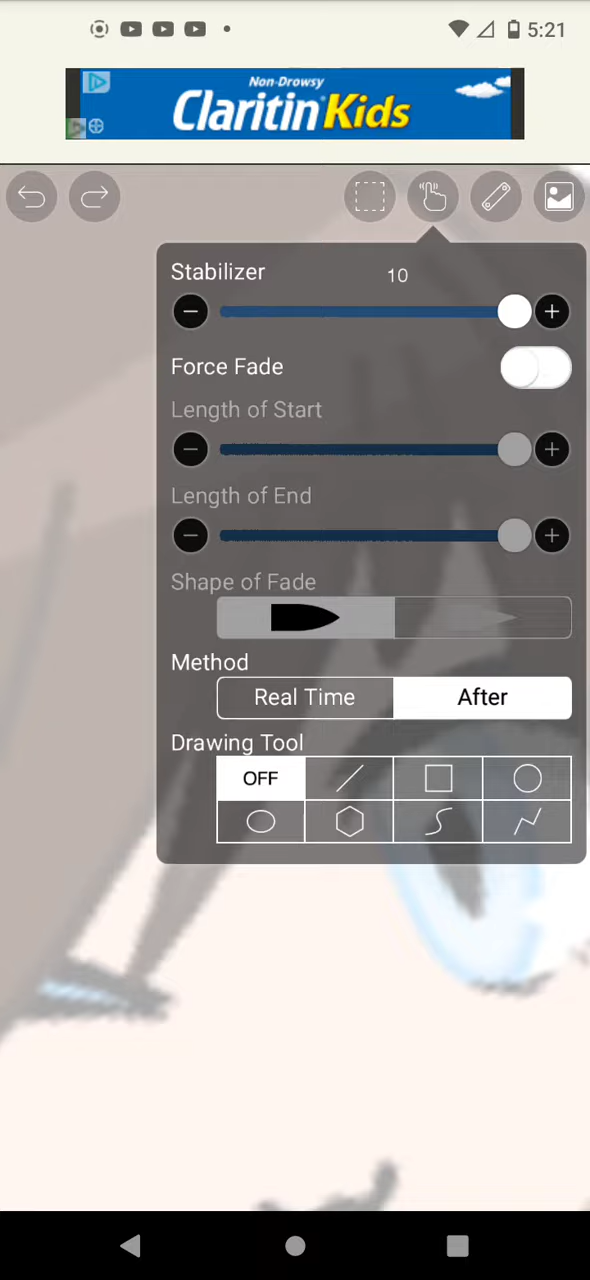 5:21
Non-Drowsy
Claritin Kids
Stabilizer 10
Force Fade
Length of Start
Length of End
Shape of Fade
Method
Real Time After
Drawing Tool
OFF